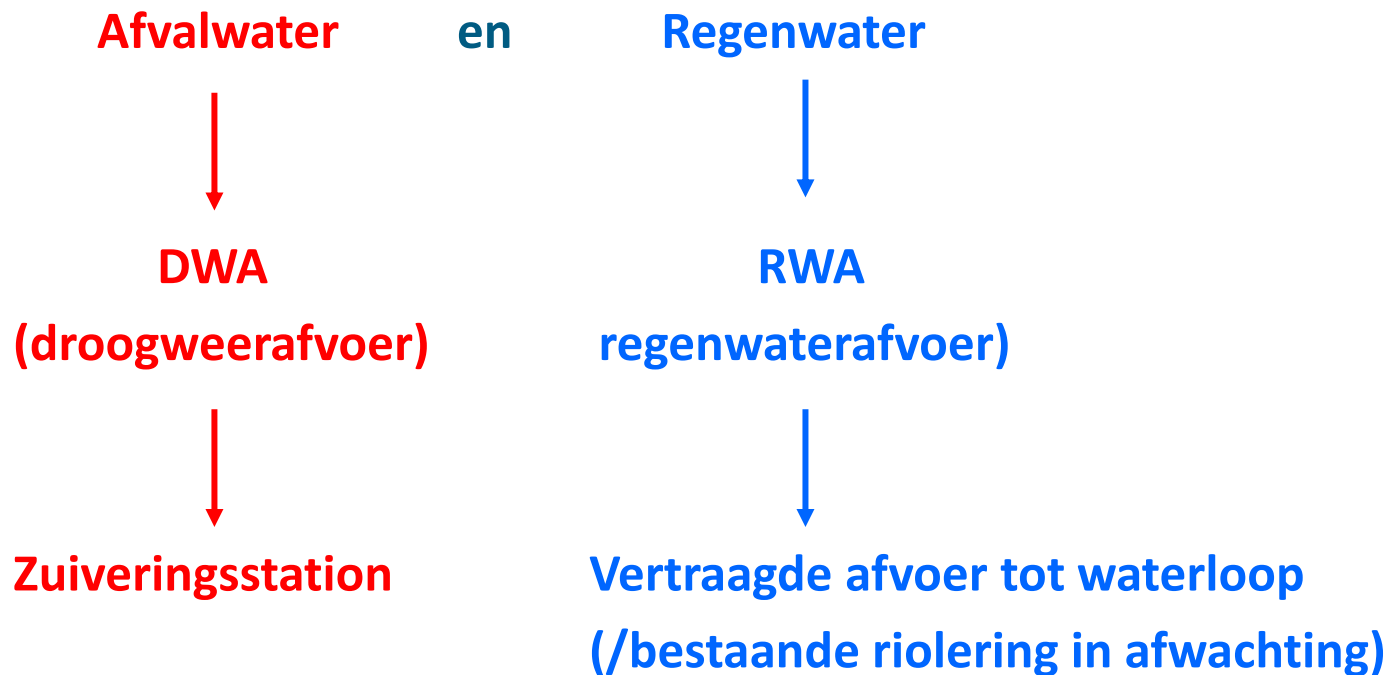 Afvalwater en Regenwater
DWA RWA
(droogweerafvoer) regenwaterafvoer)
Zuiveringsstation Vertraagde afvoer tot waterloop
(/bestaande riolering in afwachting)